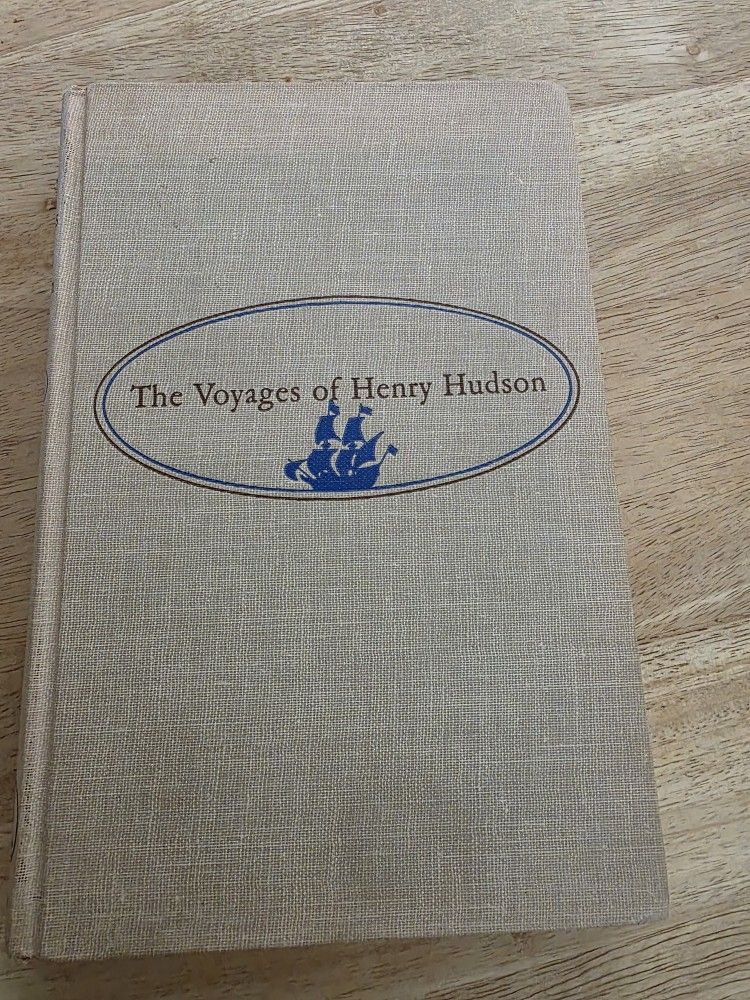 The Voyages of Henry Hudson